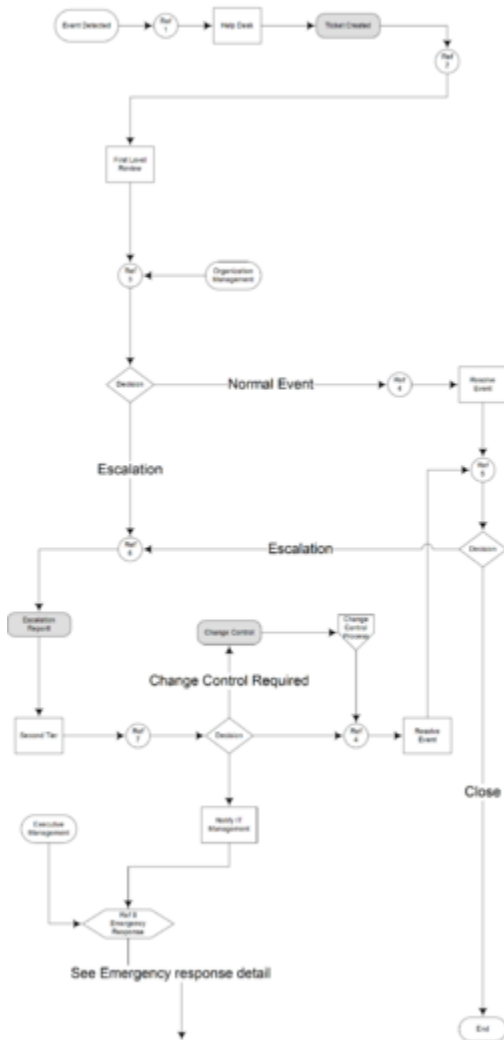 Event Detected
Ref
1
Help Desk
Ticket Created
Ref
2
First Level
Review
Ref
3
Organization
Management
Decision
Normal Event
Ref
4
Resolve
Event
Escalation
Ref
5
Ref
6
Escalation
Decision
Escalation
Report
Change Control
Change
Control
Process
Change Control Required
Second Tier
Ref
7
Decision
Ref
4
Resolve
Event
Close
Executive
Management
Notify IT
Management
Ref 8
Emergency
Response
See Emergency response detail
End